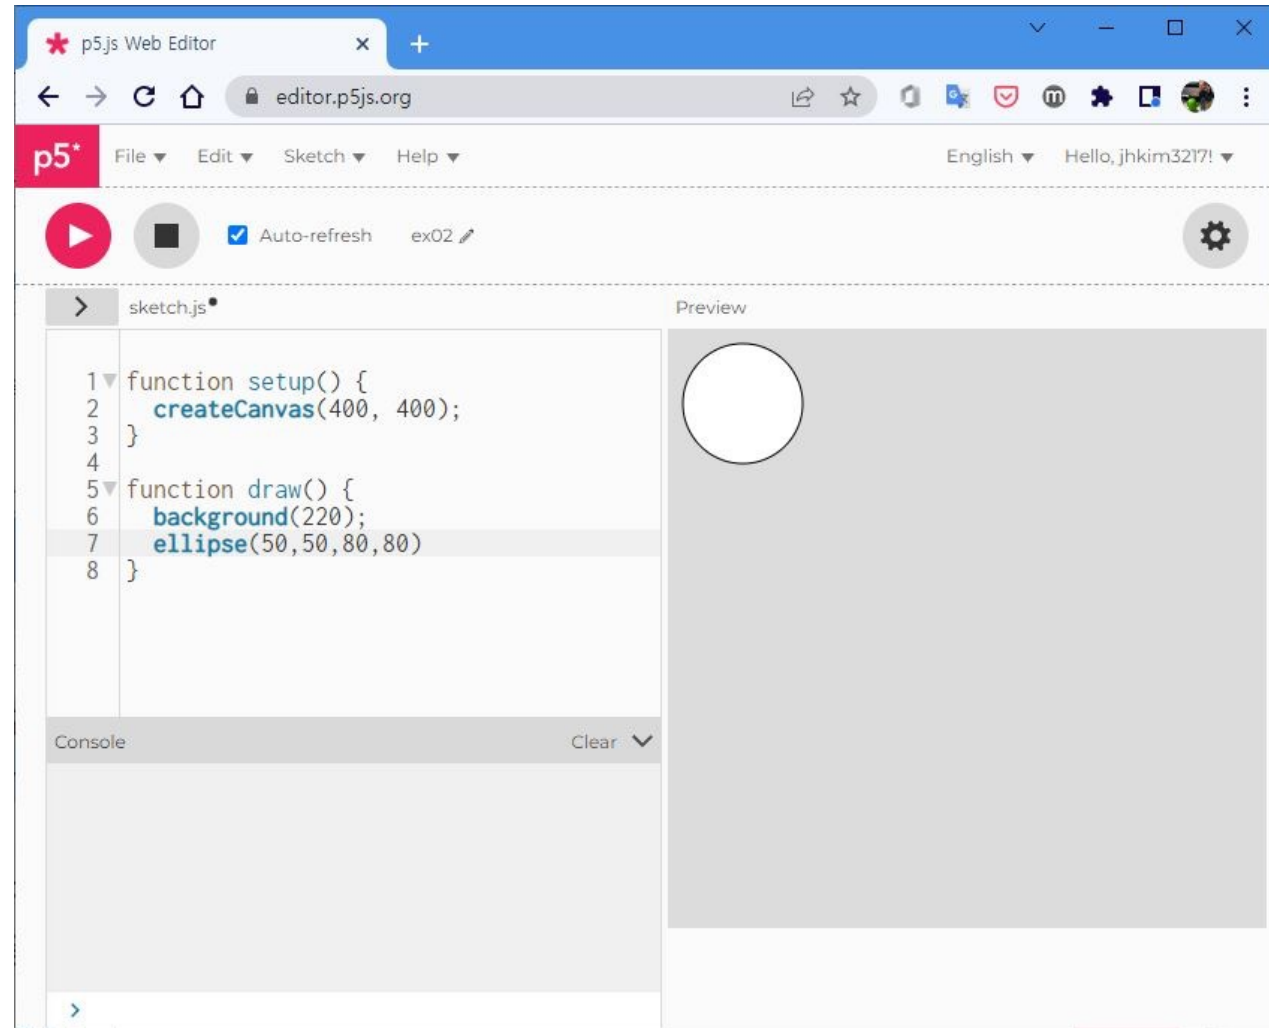 p5.js Web Editor
editor.p5js.org
p5* File Edit Sketch Help English Hello, jhkim3217!
Auto-refresh ex02
sketch.js Preview
1 function setup() {
2 createCanvas(400, 400);
3 }
4
5 function draw() {
6 background(220);
7 ellipse(50,50,80,80)
8 }
Console Clear
>